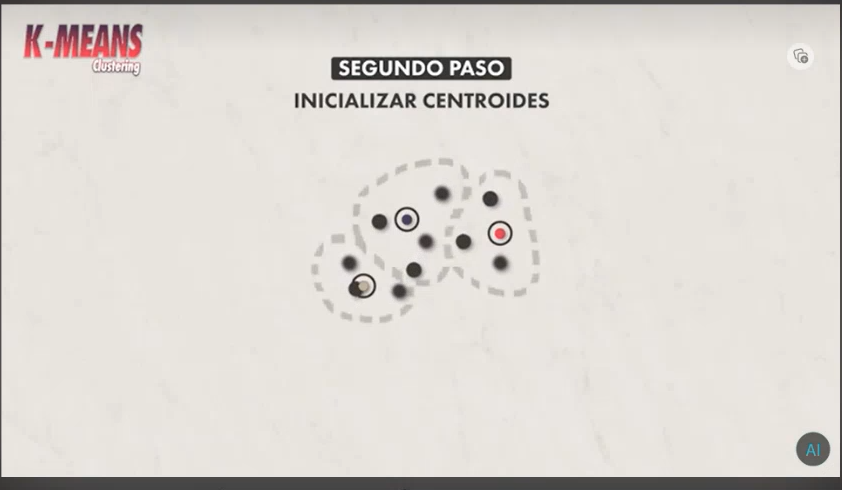 K-MEANS
Clustering
SEGUNDO PASO
INICIALIZAR CENTROIDES
AI